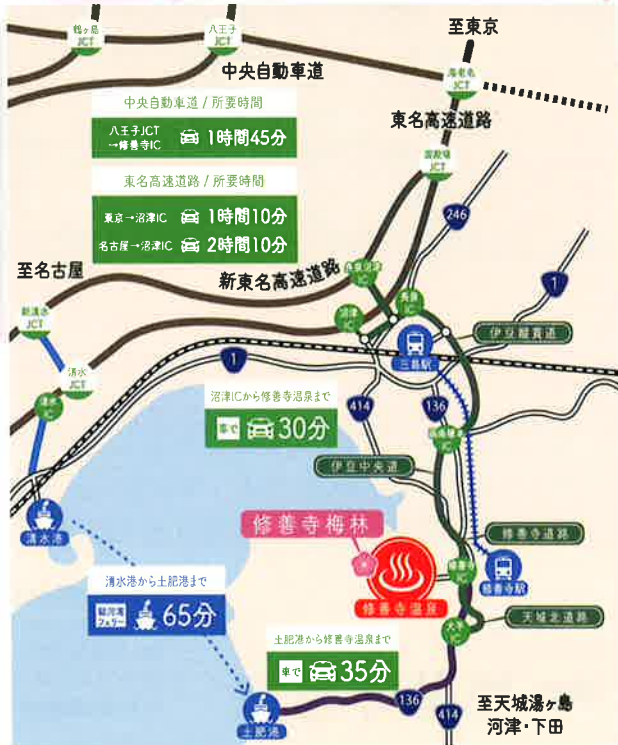 鶴ヶ島
JCT
八王子
JCT
至東京
中央自動車道
海老名
JCT
中央自動車道 / 所要時間
八王子JCT
→修善寺IC
1時間45分
東名高速道路
御殿場
JCT
東名高速道路 / 所要時間
東京→沼津IC 1時間10分
名古屋→沼津IC 2時間10分
246
至名古屋
新東名高速道路
長泉沼津
IC
1
新清水
JCT
沼津
IC
長泉
IC
伊豆縦貫道
三島駅
清水
JCT
1
清水
IC
沼津ICから修善寺温泉まで
車で 30分
414
136
伊豆中央道
修善寺梅林
修善寺道路
清水港
修善寺
IC
修善寺駅
修善寺温泉
清水港から土肥港まで
駿河湾
フェリー
65分
天城北道路
大平
IC
土肥港から修善寺温泉まで
車で 35分
136
至天城湯ヶ島
河津・下田
土肥港
414